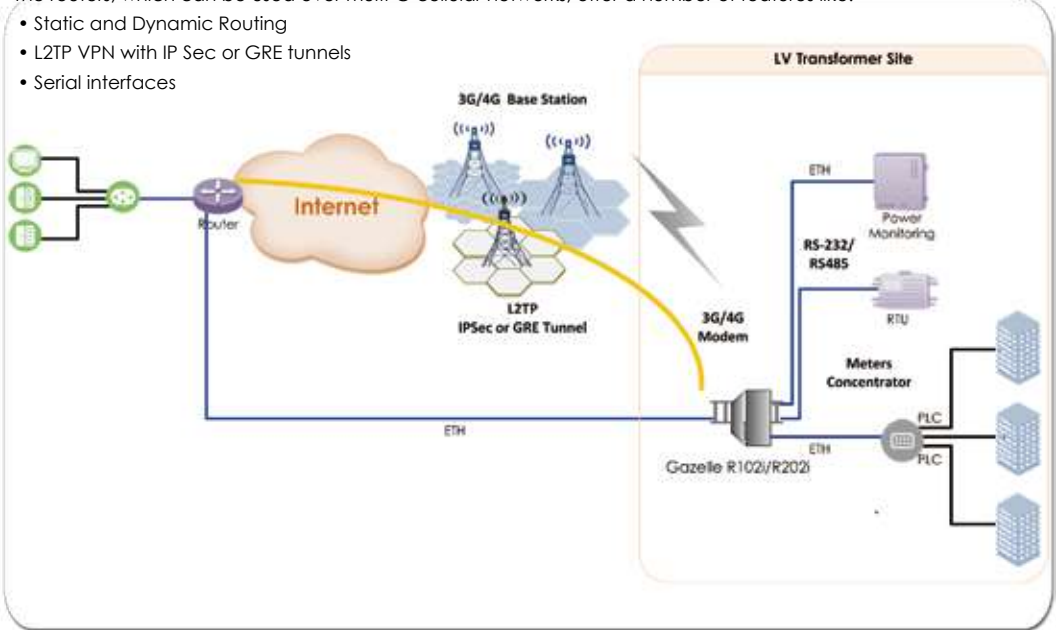 • Static and Dynamic Routing
• L2TP VPN with IP Sec or GRE tunnels
• Serial interfaces
LV Transformer Site
3G/4G Base Station
Internet
Router
ETH
Power
Monitoring
RS-232/
RS485
RTU
L2TP
IPSec or GRE Tunnel
3G/4G
Modem
Meters
Concentrator
PLC
ETH
ETH
PLC
Gazelle R102i/R202i